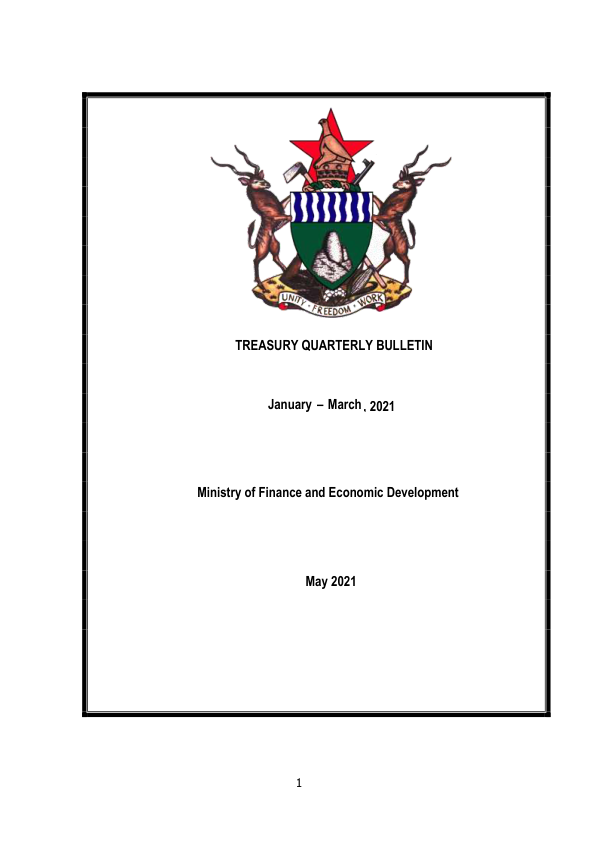 UNITY · FREEDOM · WORK
TREASURY QUARTERLY BULLETIN
January – March, 2021
Ministry of Finance and Economic Development
May 2021
1